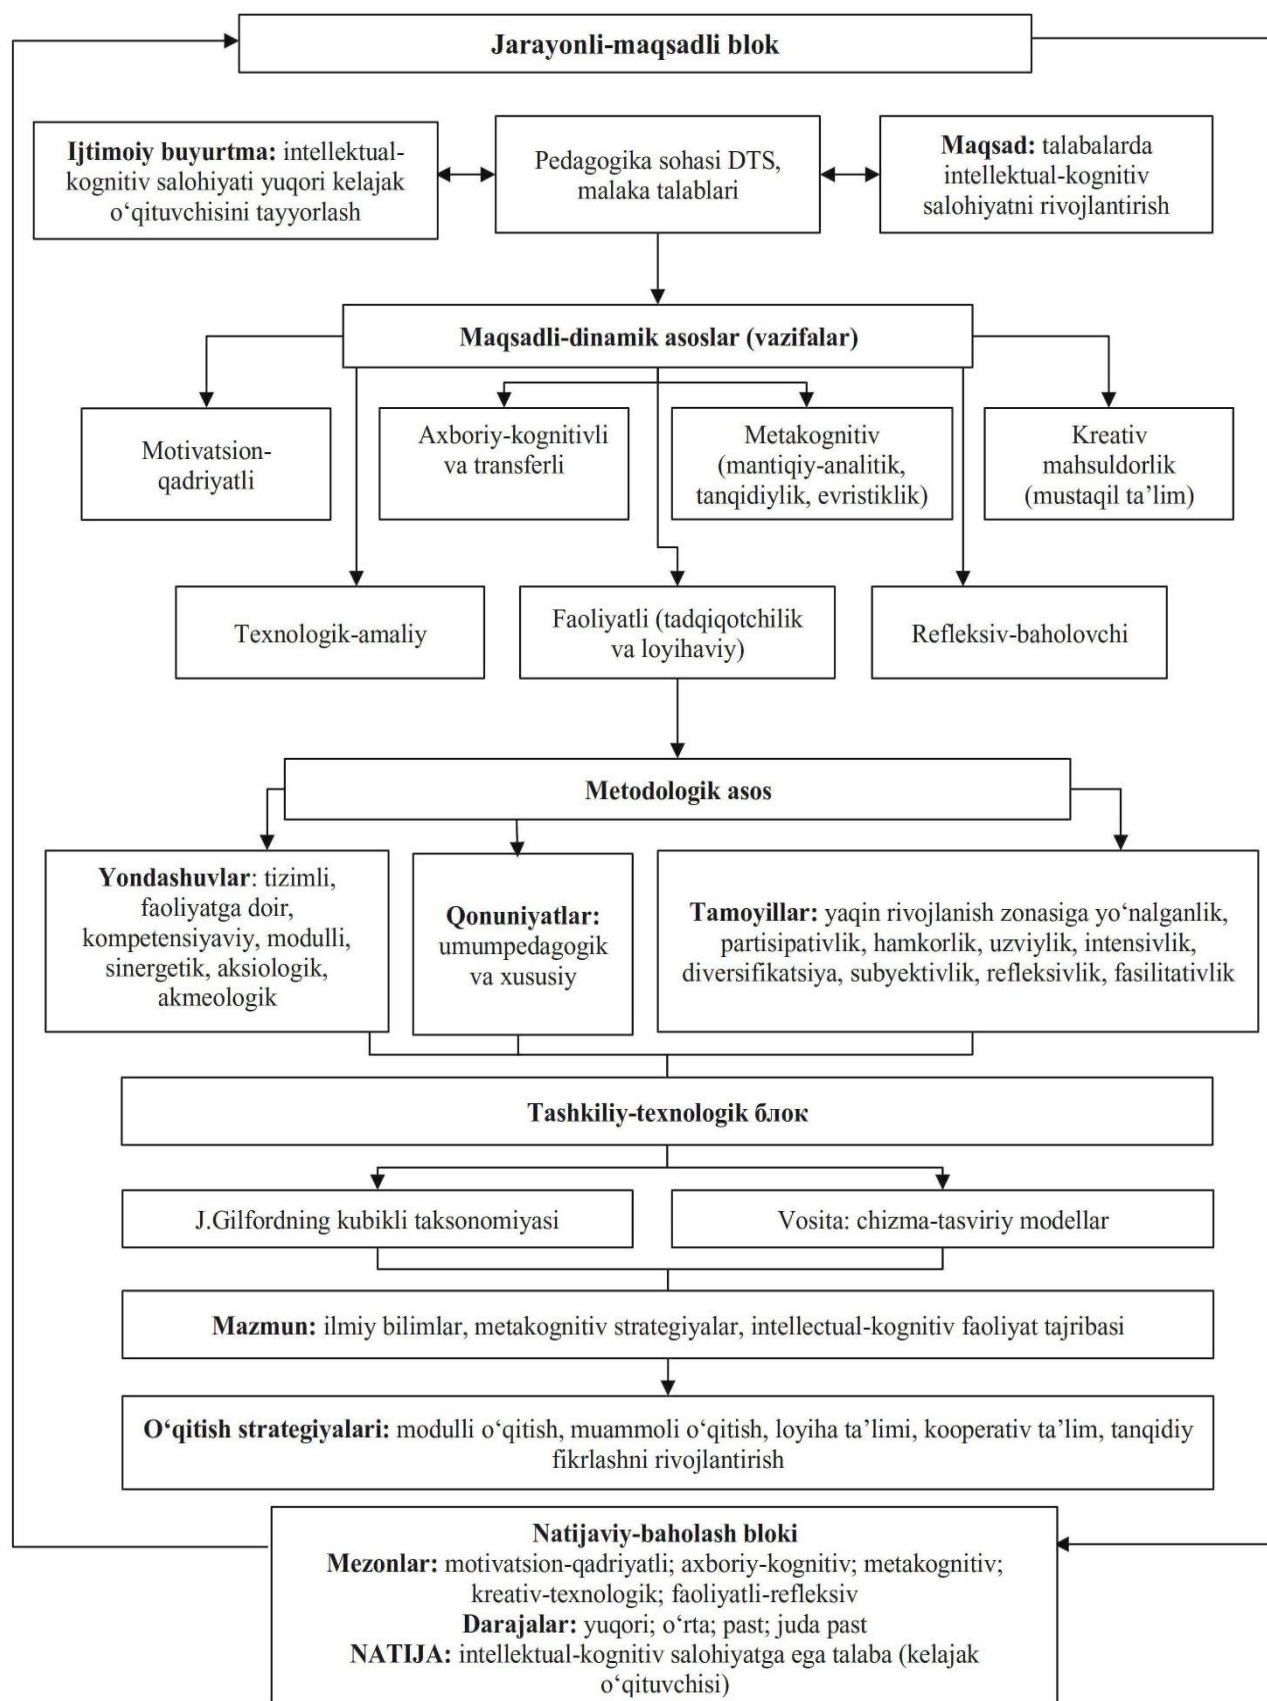 Jarayonli-maqsadli blok
Ijtimoiy buyurtma: intellektual-
kognitiv salohiyati yuqori kelajak
o‘qituvchisini tayyorlash
Pedagogika sohasi DTS,
malaka talablari
Maqsad: talabalarda
intellektual-kognitiv
salohiyatni rivojlantirish
Maqsadli-dinamik asoslar (vazifalar)
Motivatsion-
qadriyatli
Axboriy-kognitivli
va transferli
Metakognitiv
(mantiqiy-analitik,
tanqidiylik, evristiklik)
Kreativ
mahsuldorlik
(mustaqil ta’lim)
Texnologik-amaliy
Faoliyatli (tadqiqotchilik
va loyihaviy)
Refleksiv-baholovchi
Metodologik asos
Yondashuvlar: tizimli,
faoliyatga doir,
kompetensiyaviy, modulli,
sinergetik, aksiologik,
akmeologik
Qonuniyatlar:
umumpedagogik
va xususiy
Tamoyillar: yaqin rivojlanish zonasiga yo‘nalganlik,
partisipativlik, hamkorlik, uzviylik, intensivlik,
diversifikatsiya, subyektivlik, refleksivlik, fasilitativlik
Tashkiliy-texnologik блок
J.Gilfordning kubikli taksonomiyasi
Vosita: chizma-tasviriy modellar
Mazmun: ilmiy bilimlar, metakognitiv strategiyalar, intellectual-kognitiv faoliyat tajribasi
O‘qitish strategiyalari: modulli o‘qitish, muammoli o‘qitish, loyiha ta’limi, kooperativ ta’lim, tanqidiy
fikrlashni rivojlantirish
Natijaviy-baholash bloki
Mezonlar: motivatsion-qadriyatli; axboriy-kognitiv; metakognitiv;
kreativ-texnologik; faoliyatli-refleksiv
Darajalar: yuqori; o‘rta; past; juda past
NATIJA: intellektual-kognitiv salohiyatga ega talaba (kelajak
o‘qituvchisi)